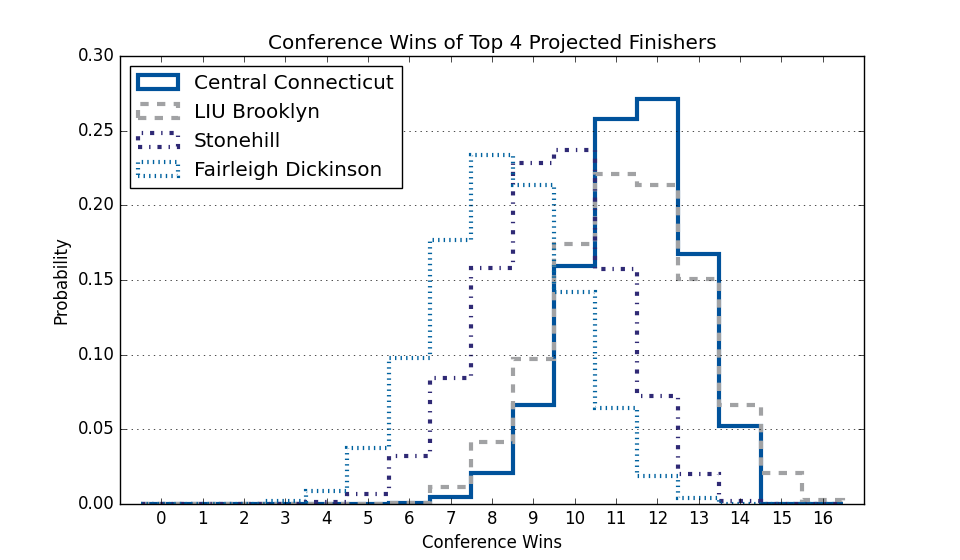 Conference Wins of Top 4 Projected Finishers
0.30
0.25
0.20
0.15
0.10
0.05
0.00
Probability
Central Connecticut
LIU Brooklyn
Stonehill
Fairleigh Dickinson
0 1 2 3 4 5 6 7 8 9 10 11 12 13 14 15 16
Conference Wins